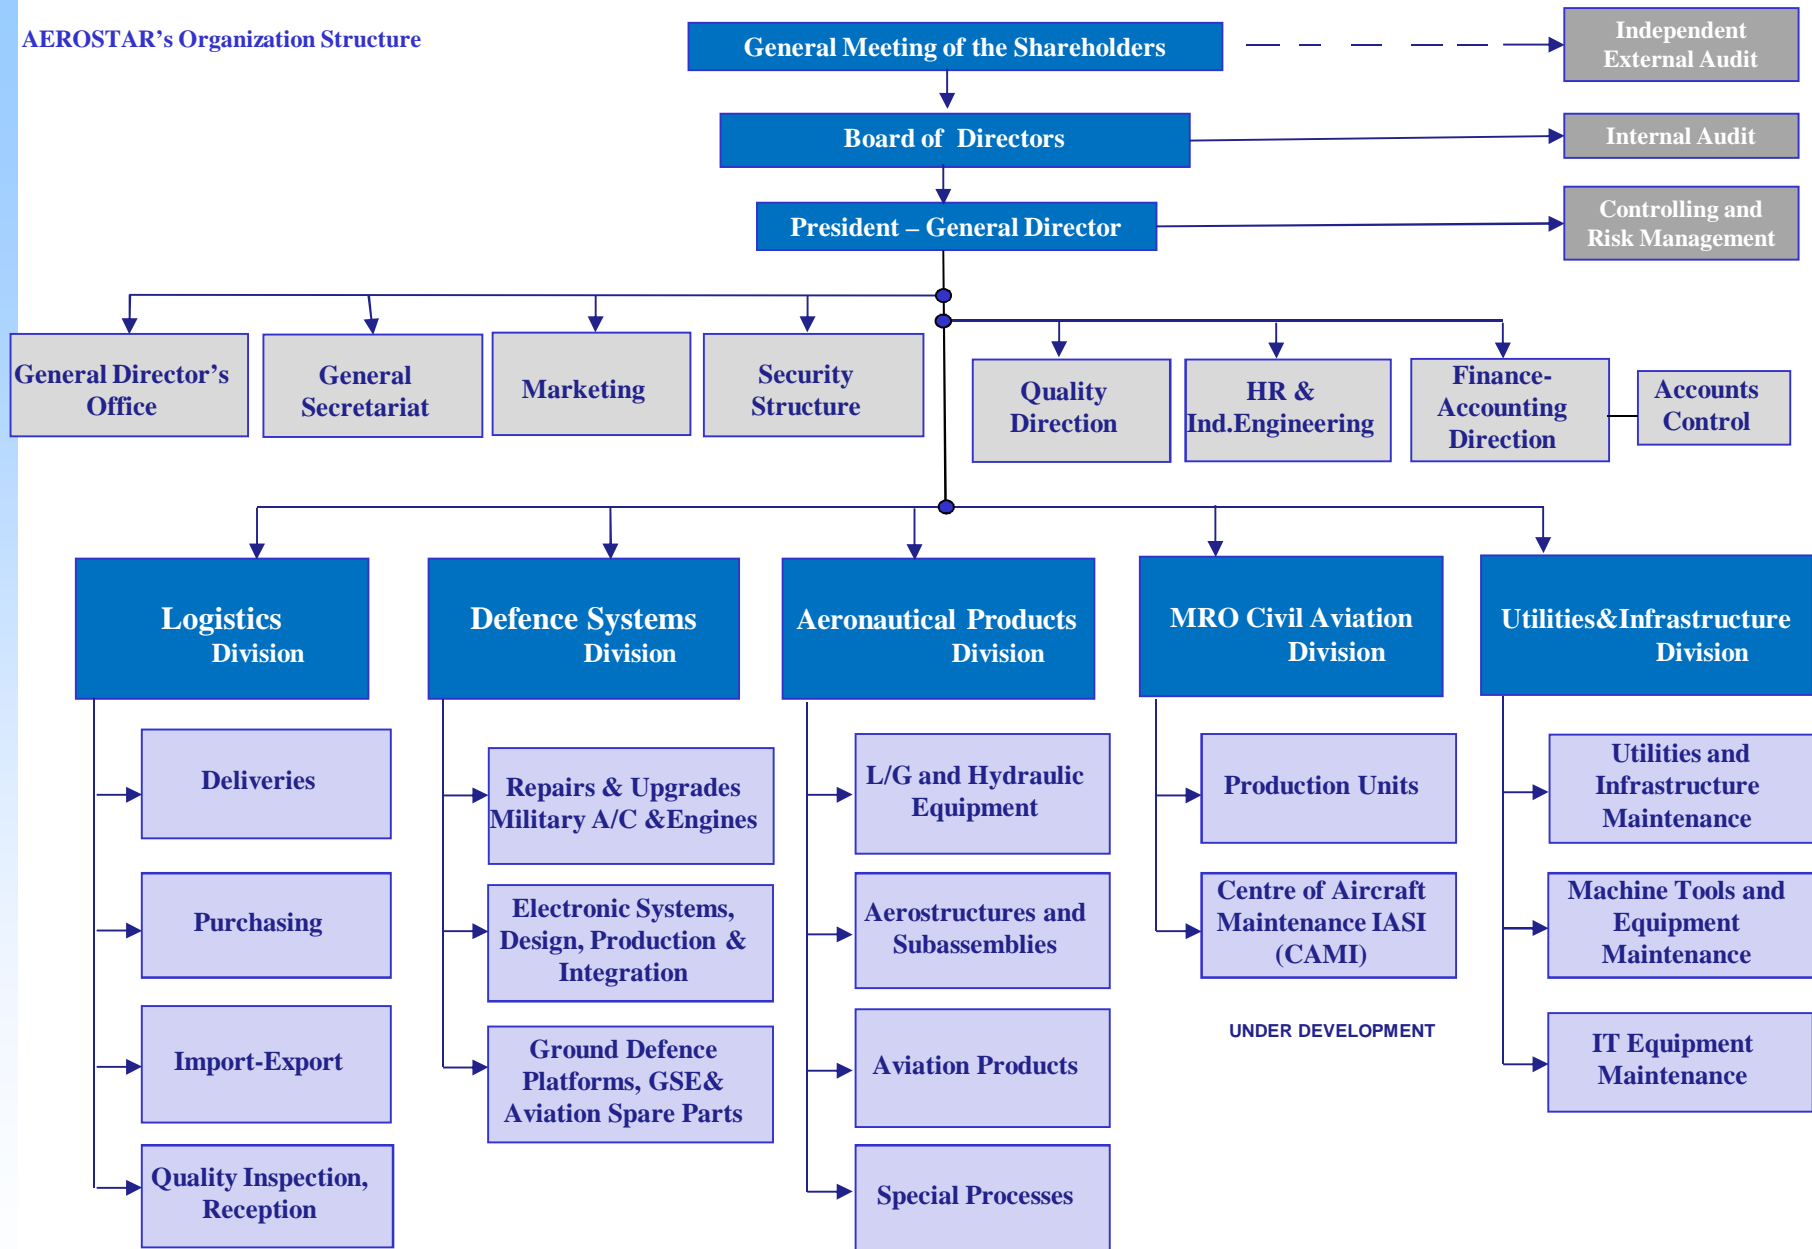 AEROSTAR's Organization Structure
General Meeting of the Shareholders
Independent
External Audit
Board of Directors
Internal Audit
President – General Director
Controlling and
Risk Management
General Director's
Office
General
Secretariat
Marketing
Security
Structure
Quality
Direction
HR &
Ind.Engineering
Finance-
Accounting
Direction
Accounts
Control
Logistics
Division
Defence Systems
Division
Aeronautical Products
Division
MRO Civil Aviation
Division
Utilities&Infrastructure
Division
Deliveries
Purchasing
Import-Export
Quality Inspection,
Reception
Repairs & Upgrades
Military A/C &Engines
Electronic Systems,
Design, Production &
Integration
Ground Defence
Platforms, GSE&
Aviation Spare Parts
L/G and Hydraulic
Equipment
Aerostructures and
Subassemblies
Aviation Products
Special Processes
Production Units
Centre of Aircraft
Maintenance IASI
(CAMI)
UNDER DEVELOPMENT
Utilities and
Infrastructure
Maintenance
Machine Tools and
Equipment
Maintenance
IT Equipment
Maintenance